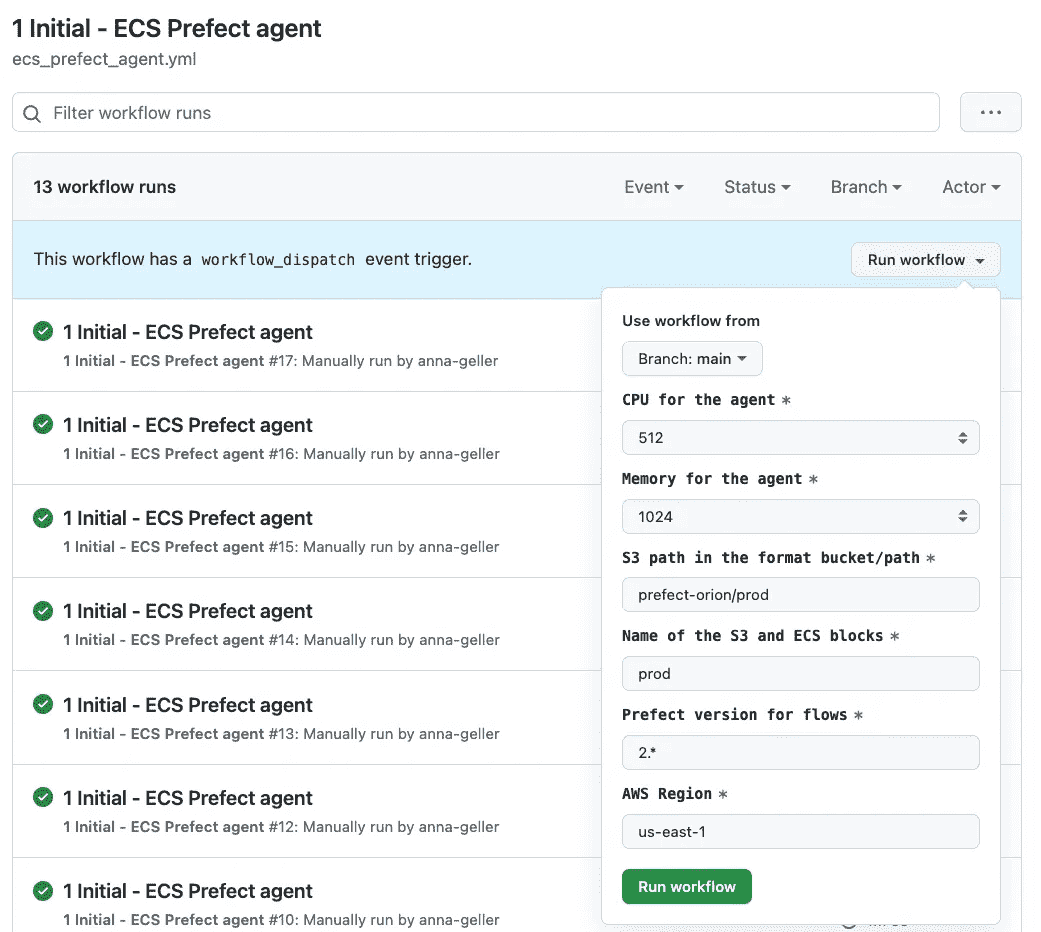 1 Initial - ECS Prefect agent
ecs_prefect_agent.yml
Filter workflow runs
13 workflow runs
Event
Status
Branch
Actor
This workflow has a workflow_dispatch event trigger.
Run workflow
1 Initial - ECS Prefect agent
1 Initial - ECS Prefect agent #17: Manually run by anna-geller
1 Initial - ECS Prefect agent
1 Initial - ECS Prefect agent #16: Manually run by anna-geller
1 Initial - ECS Prefect agent
1 Initial - ECS Prefect agent #15: Manually run by anna-geller
1 Initial - ECS Prefect agent
1 Initial - ECS Prefect agent #14: Manually run by anna-geller
1 Initial - ECS Prefect agent
1 Initial - ECS Prefect agent #13: Manually run by anna-geller
1 Initial - ECS Prefect agent
1 Initial - ECS Prefect agent #12: Manually run by anna-geller
1 Initial - ECS Prefect agent
1 Initial - ECS Prefect agent #10: Manually run by anna-geller
Use workflow from
Branch: main
CPU for the agent *
512
Memory for the agent *
1024
S3 path in the format bucket/path *
prefect-orion/prod
Name of the S3 and ECS blocks *
prod
Prefect version for flows *
2.*
AWS Region *
us-east-1
Run workflow